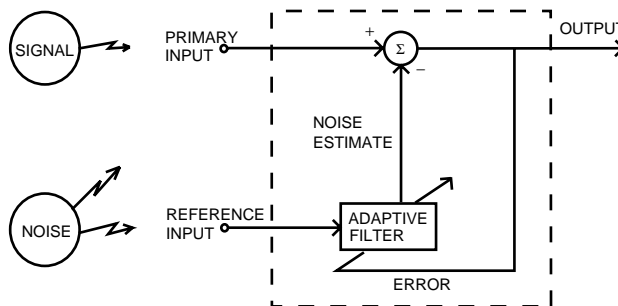 SIGNAL
PRIMARY
INPUT
+
Σ
−
OUTPUT
NOISE
ESTIMATE
NOISE
REFERENCE
INPUT
ADAPTIVE
FILTER
ERROR